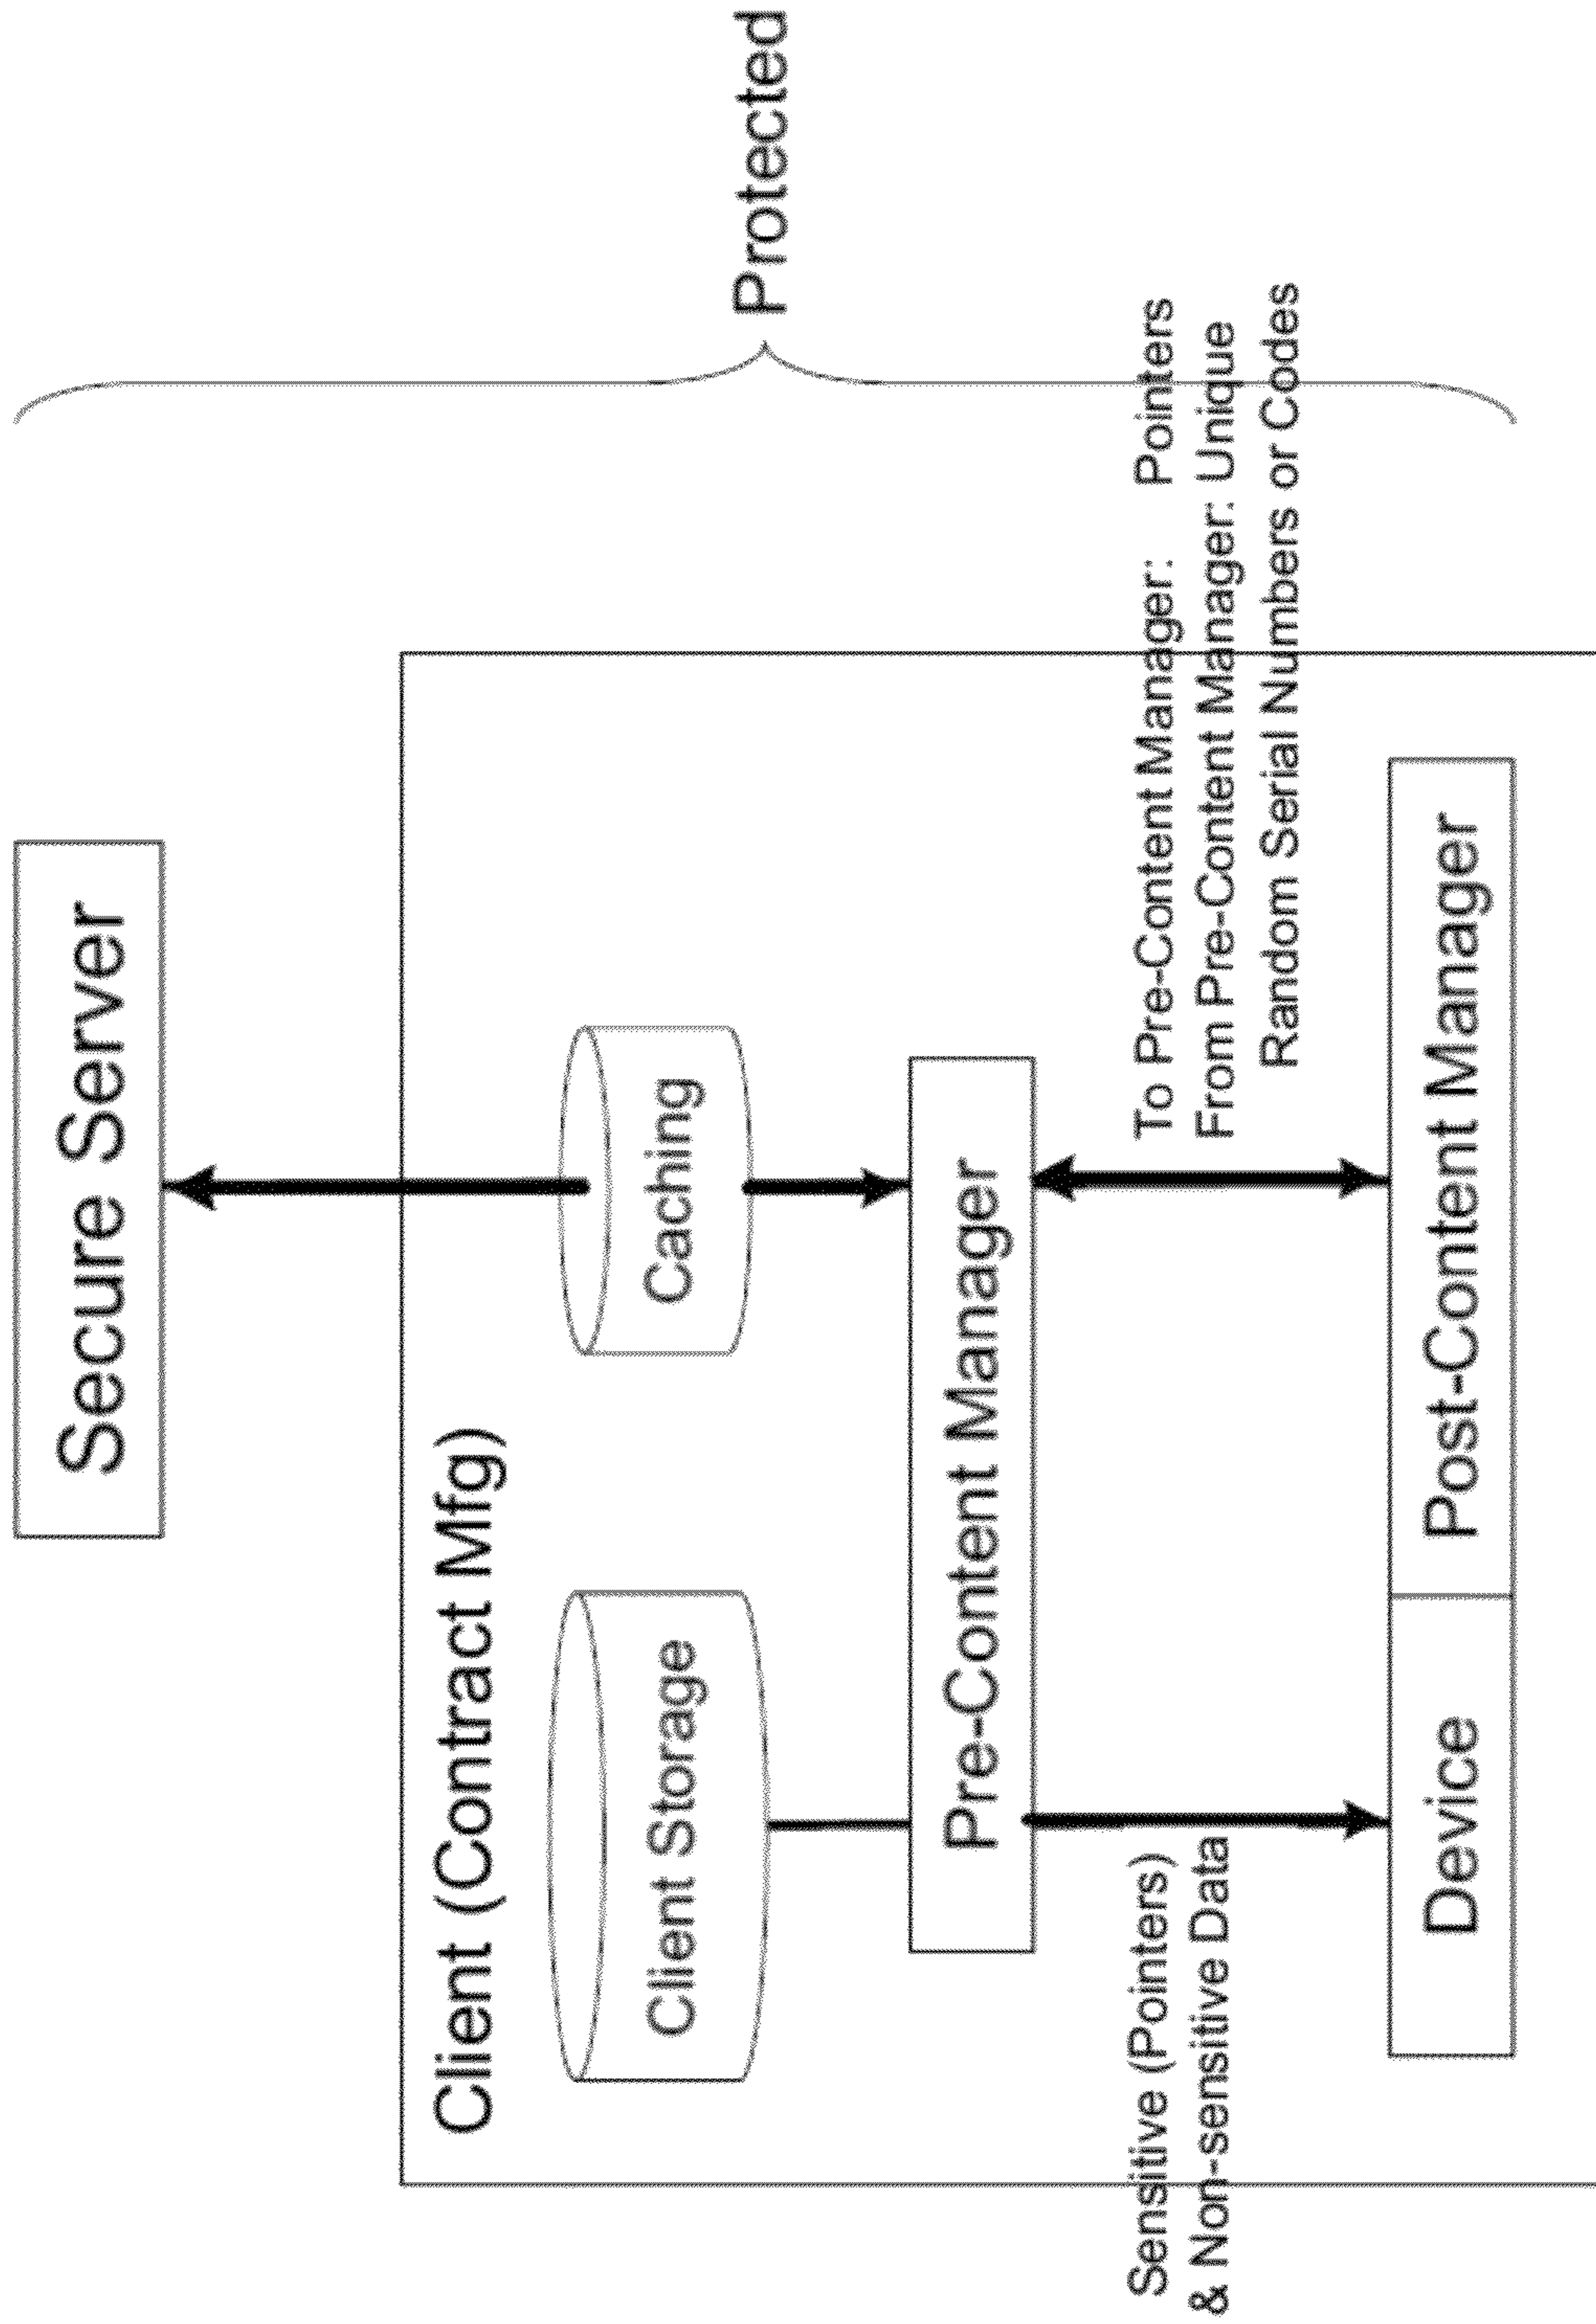 Secure Server
Client (Contract Mfg)
Client Storage
Caching
Protected
Pre-Content Manager
Sensitive (Pointers)
& Non-sensitive Data
To Pre-Content Manager: Pointers
From Pre-Content Manager: Unique
Random Serial Numbers or Codes
Device
Post-Content Manager